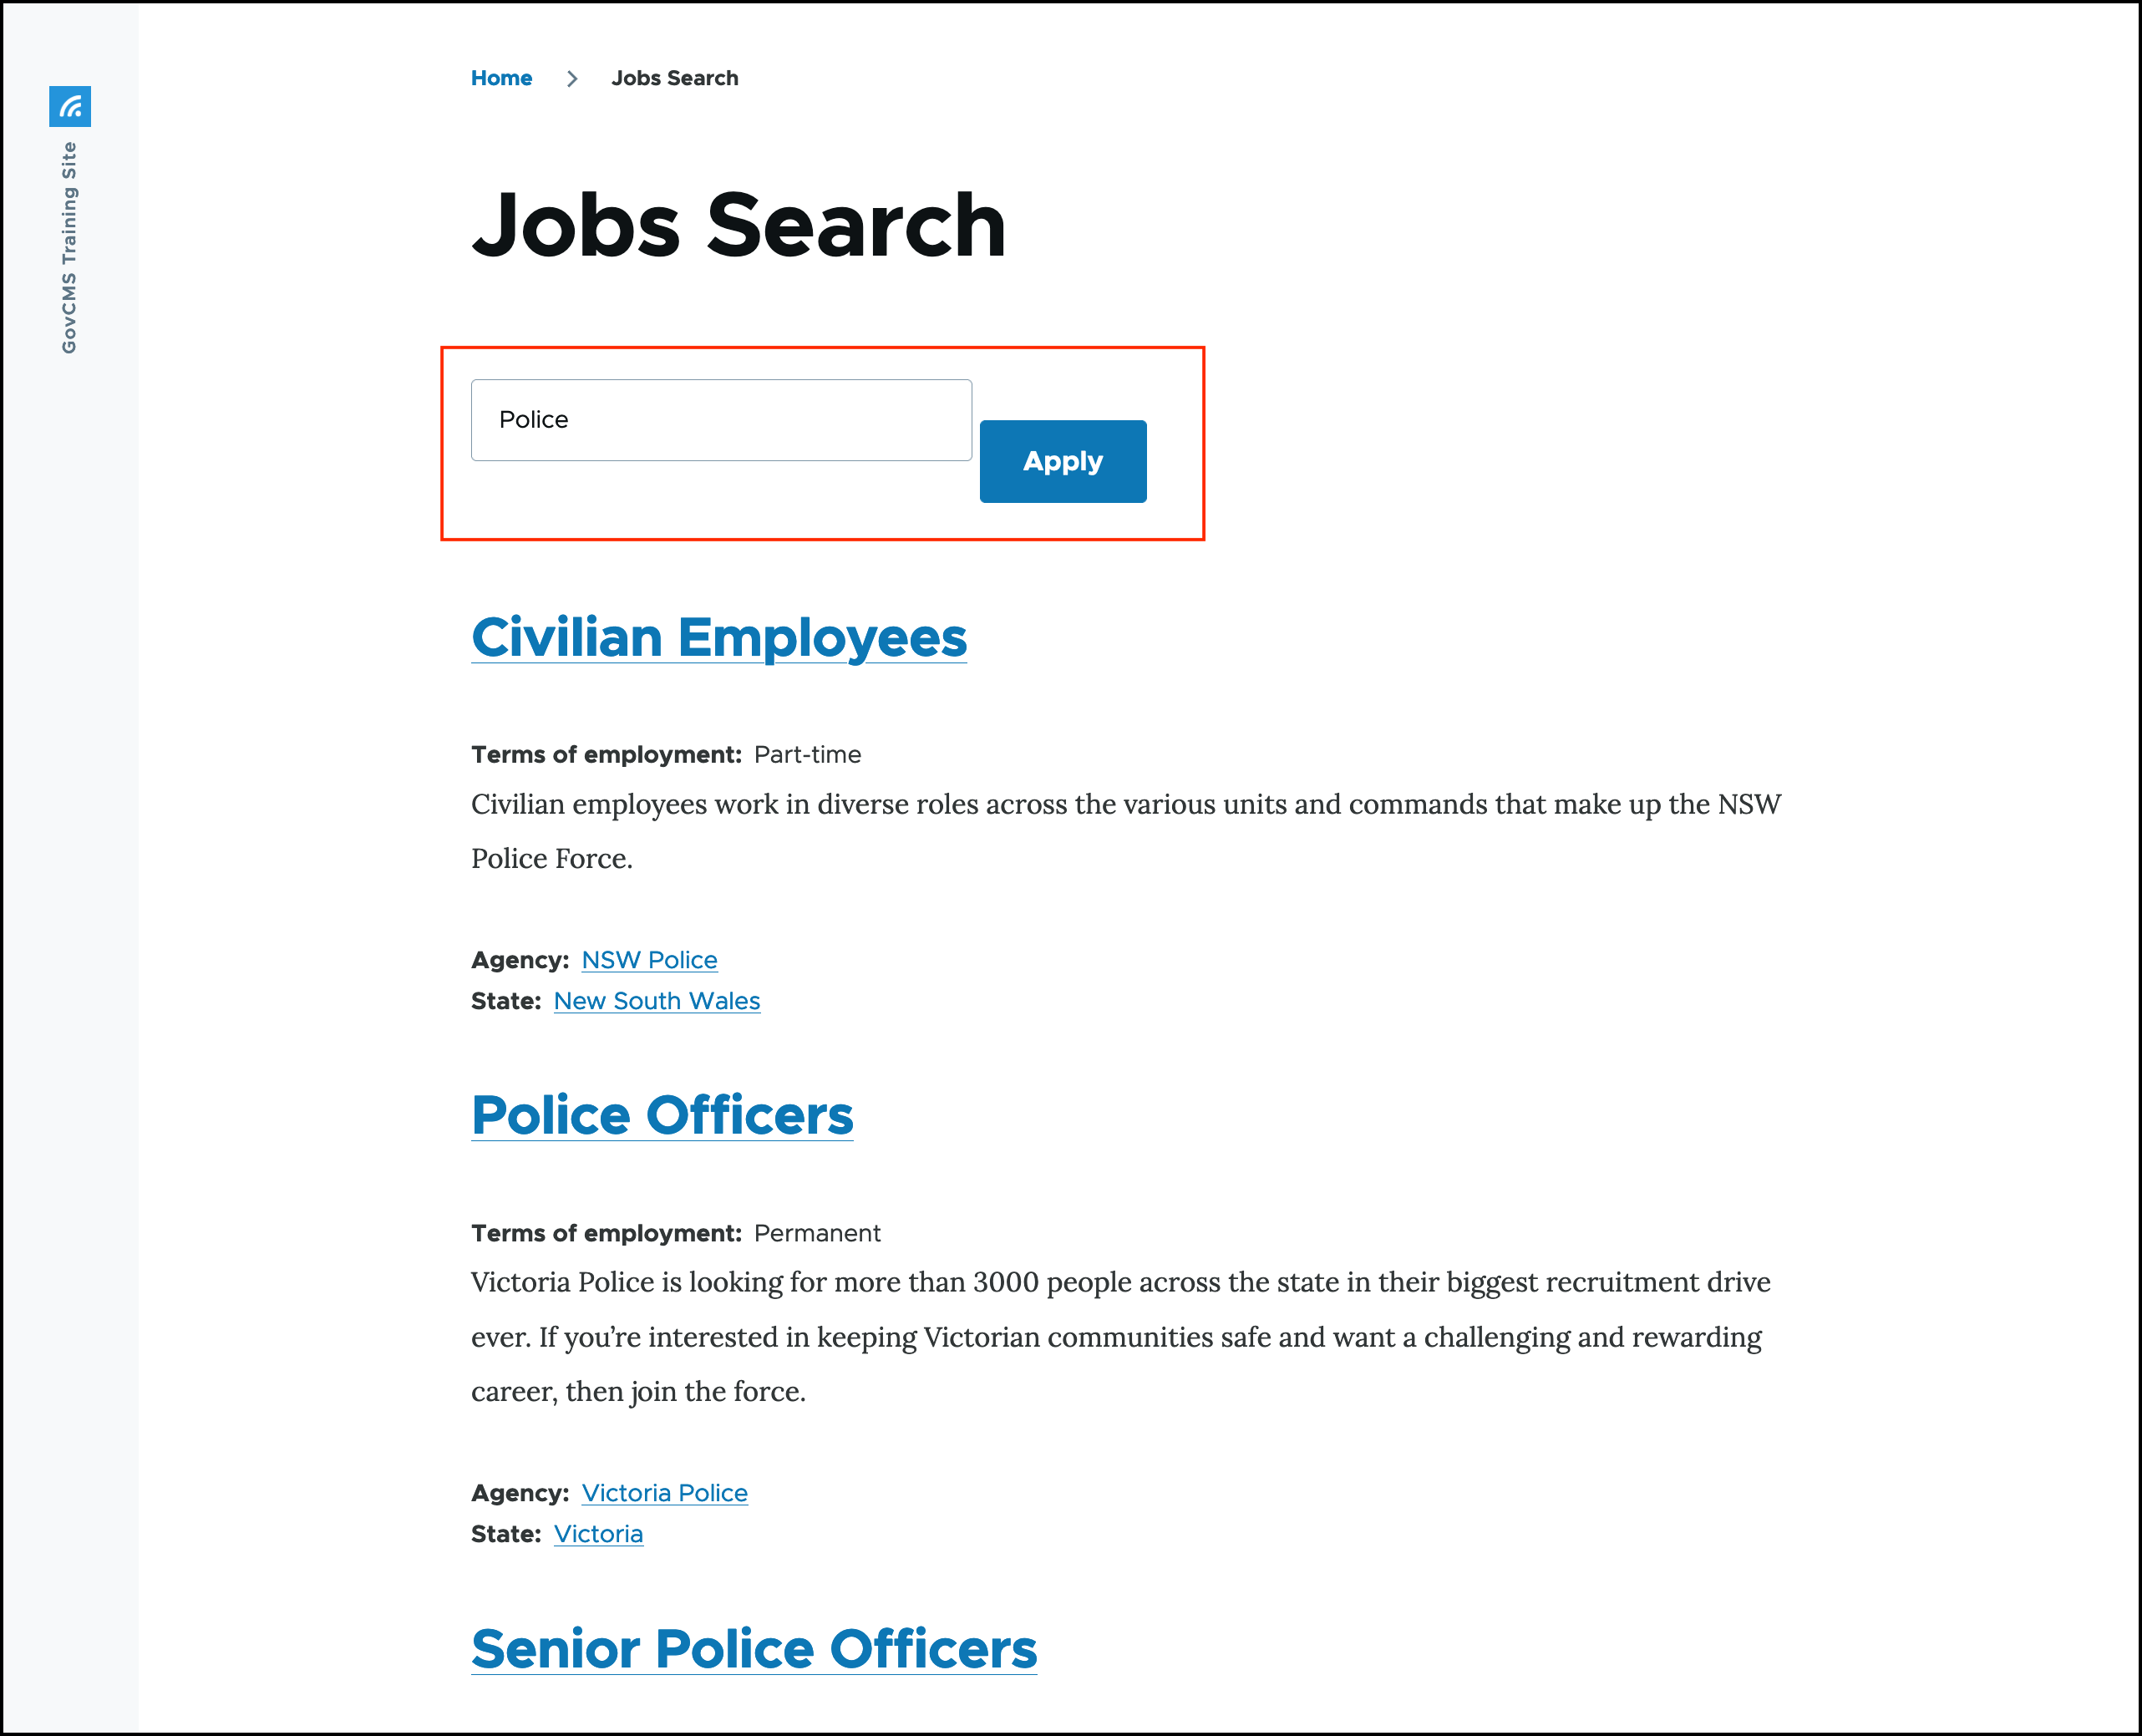 GovCMS Training Site
Home
Jobs Search
Jobs Search
Police
Apply
Civilian Employees
Terms of employment: Part-time
Civilian employees work in diverse roles across the various units and commands that make up the NSW
Police Force.
Agency: NSW Police
State: New South Wales
Police Officers
Terms of employment: Permanent
Victoria Police is looking for more than 3000 people across the state in their biggest recruitment drive
ever. If you’re interested in keeping Victorian communities safe and want a challenging and rewarding
career, then join the force.
Agency: Victoria Police
State: Victoria
Senior Police Officers